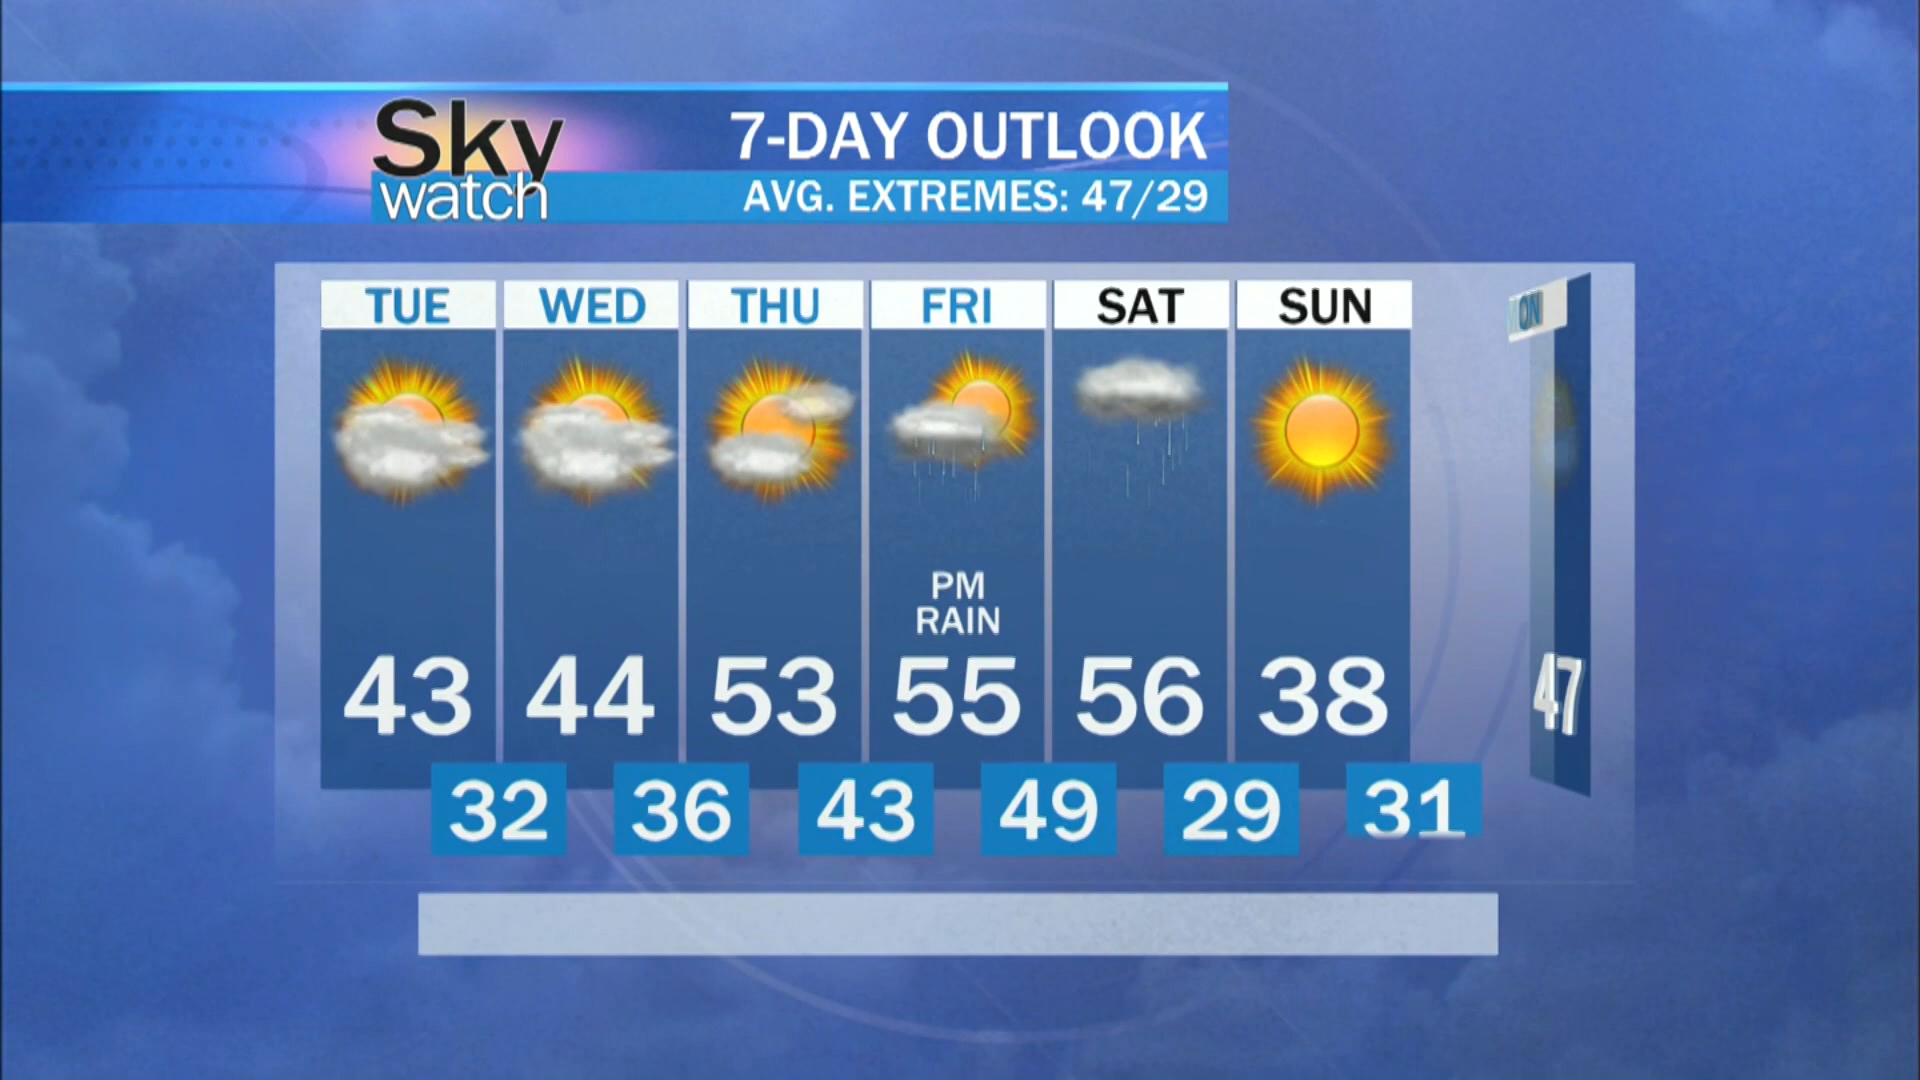 Sky
watch
7-DAY OUTLOOK
AVG. EXTREMES: 47/29
TUE WED THU FRI SAT SUN ON
PM
RAIN
43 44 53 55 56 38 47
32 36 43 49 29 31